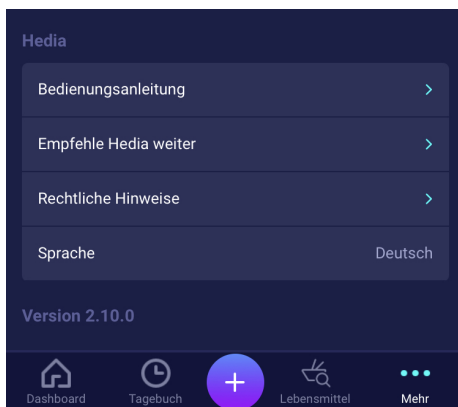 Hedia
Bedienungsanleitung
Empfehle Hedia weiter
Rechtliche Hinweise
Sprache Deutsch
Version 2.10.0
Dashboard Tagebuch Lebensmittel Mehr